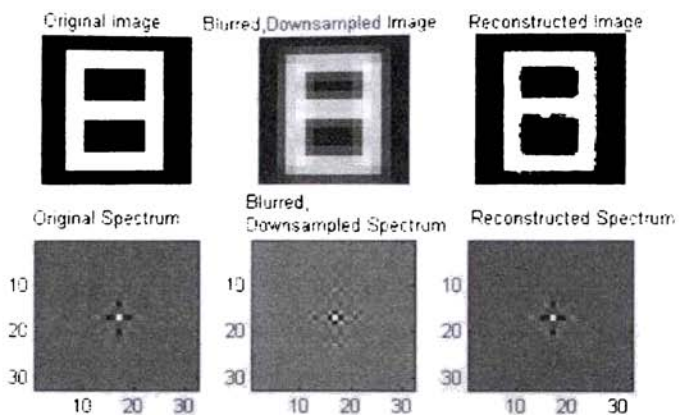 Original Image
Blurred,Downsampled Image
Reconstructed Image
Original Spectrum
Blurred,
Downsampled Spectrum
Reconstructed Spectrum
10
20
30
10 20 30
10
20
30
10 20 30
10
20
30
10 20 30